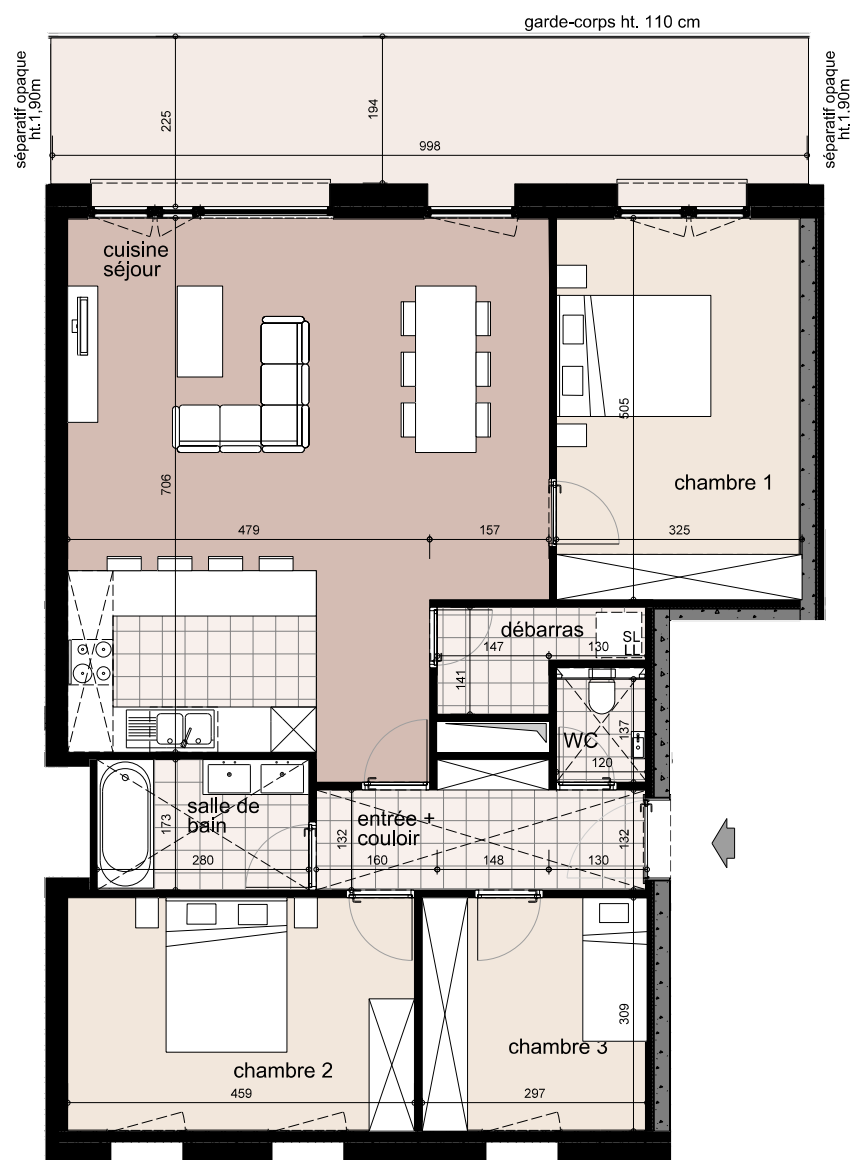 garde-corps ht. 110 cm
séparatif opaque
ht.1,90m
séparatif opaque
ht.1.90m
225
194
998
cuisine
séjour
505
chambre 1
706
479
157
325
débarras
147
130
SL
LL
141
WC
137
120
salle de
bain
173
280
entrée +
couloir
132
132
160
148
130
309
chambre 3
chambre 2
459
297